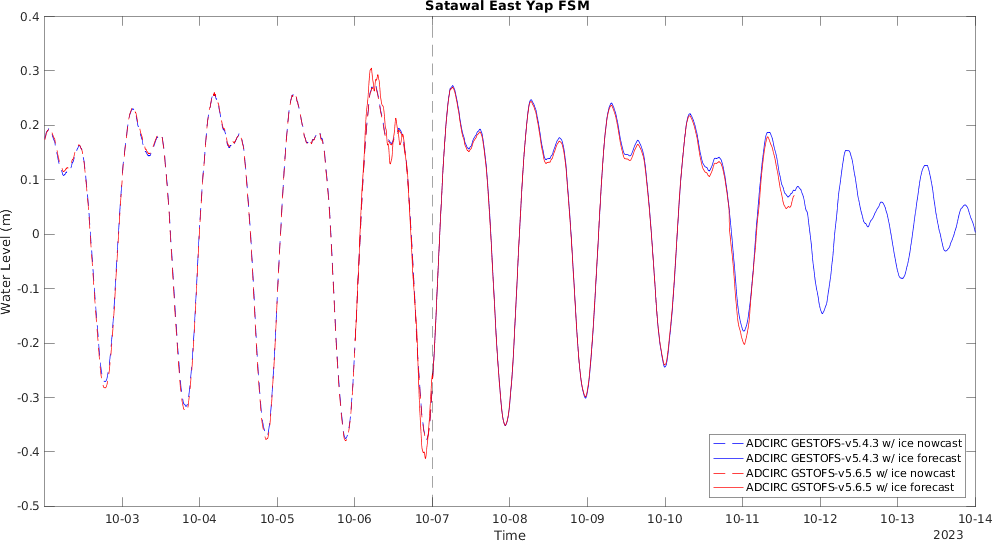 Satawal East Yap FSM
0.4
0.3
0.2
0.1
0
-0.1
-0.2
-0.3
-0.4
-0.5
Water Level (m)
10-03 10-04 10-05 10-06 10-07 10-08 10-09 10-10 10-11 10-12 10-13 10-14
Time
2023
ADCIRC GESTOFS-v5.4.3 w/ ice nowcast
ADCIRC GESTOFS-v5.4.3 w/ ice forecast
ADCIRC GSTOFS-v5.6.5 w/ ice nowcast
ADCIRC GSTOFS-v5.6.5 w/ ice forecast